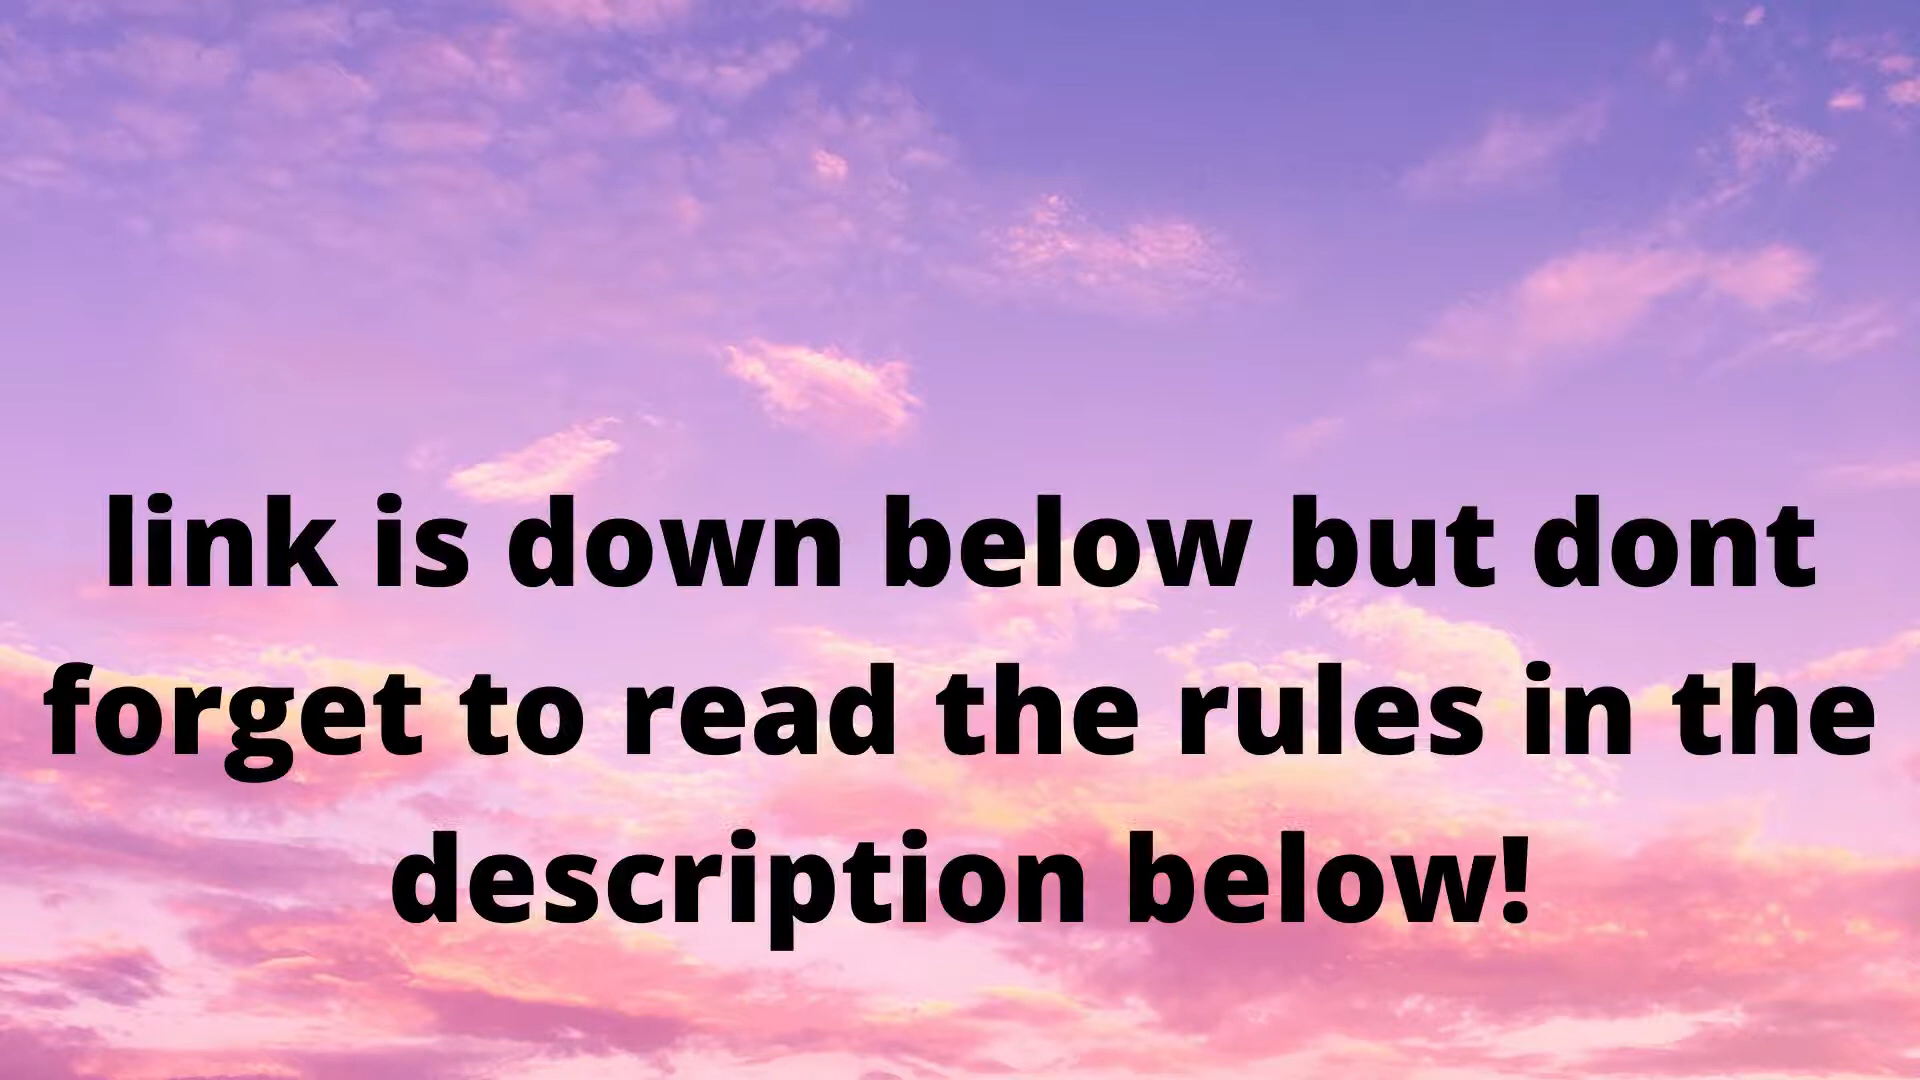 link is down below but dont
forget to read the rules in the
description below!